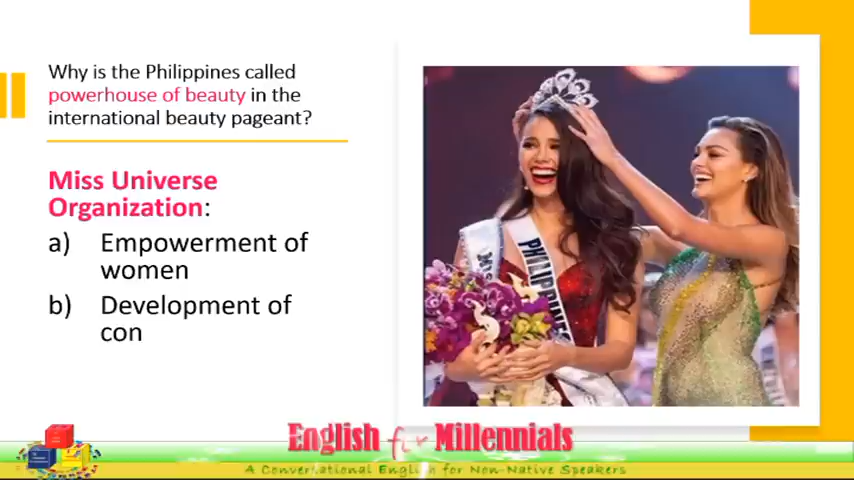 Why is the Philippines called
powerhouse of beauty in the
international beauty pageant?
Miss Universe
Organization:
a) Empowerment of
women
b) Development of
con
PHILIPPINES
English for Millennials
A Conversational English for Non-Native Speakers